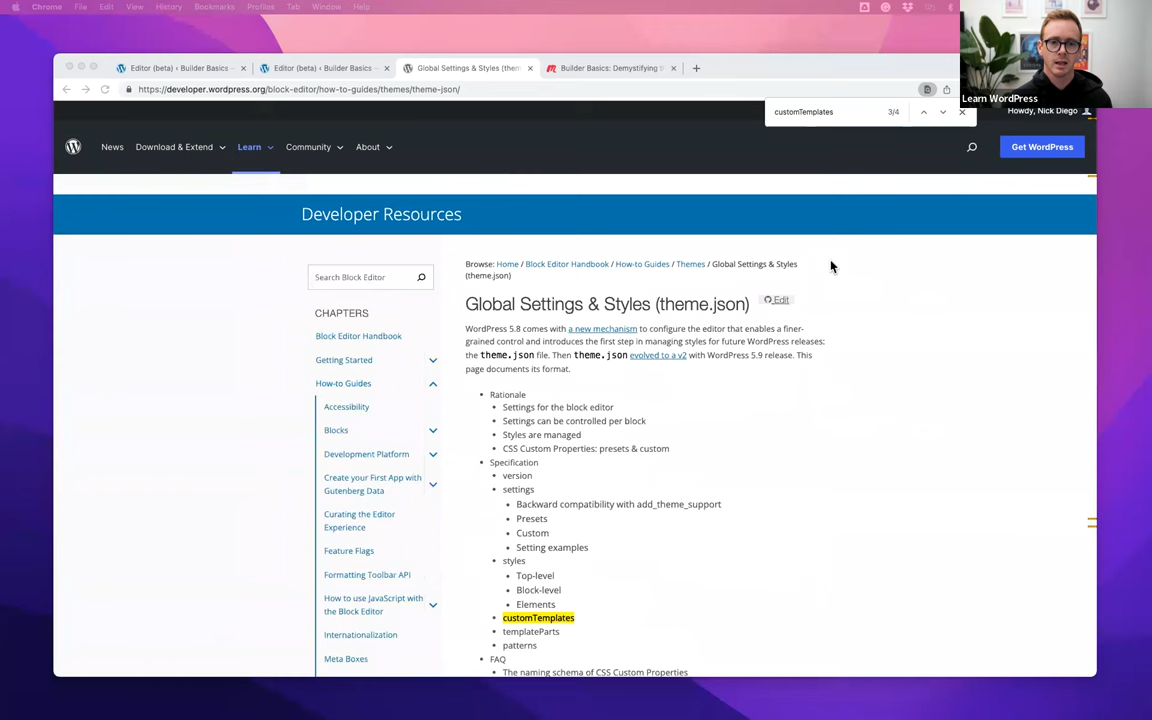 Chrome File Edit View History Bookmarks Profiles Tab Window Help
Editor (beta) ‹ Builder Basics —
Editor (beta) ‹ Builder Basics —
Global Settings & Styles (them
Builder Basics: Demystifying th
https://developer.wordpress.org/block-editor/how-to-guides/themes/theme-json/
customTemplates 3/4
Learn WordPress
Howdy, Nick Diego
News Download & Extend Learn Community About
Get WordPress
Developer Resources
Search Block Editor
CHAPTERS
Block Editor Handbook
Getting Started
How-to Guides
Accessibility
Blocks
Development Platform
Create your First App with
Gutenberg Data
Curating the Editor
Experience
Feature Flags
Formatting Toolbar API
How to use JavaScript with
the Block Editor
Internationalization
Meta Boxes
Browse: Home / Block Editor Handbook / How-to Guides / Themes / Global Settings & Styles
(theme.json)
Global Settings & Styles (theme.json) Edit
WordPress 5.8 comes with a new mechanism to configure the editor that enables a finer-
grained control and introduces the first step in managing styles for future WordPress releases:
the theme.json file. Then theme.json evolved to a v2 with WordPress 5.9 release. This
page documents its format.
Rationale
Settings for the block editor
Settings can be controlled per block
Styles are managed
CSS Custom Properties: presets & custom
Specification
version
settings
Backward compatibility with add_theme_support
Presets
Custom
Setting examples
styles
Top-level
Block-level
Elements
customTemplates
templateParts
patterns
FAQ
The naming schema of CSS Custom Properties